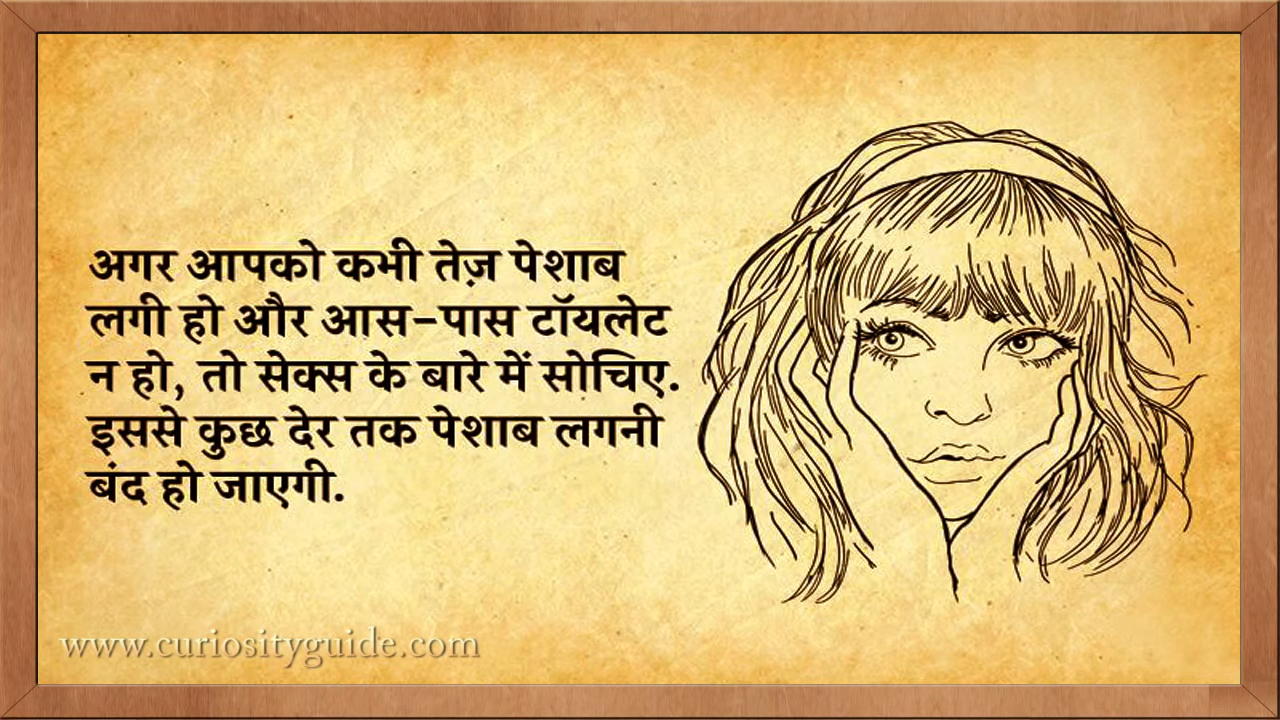 अगर आपको कभी तेज़ पेशाब
लगी हो और आस-पास टॉयलेट
न हो, तो सेक्स के बारे में सोचिए.
इससे कुछ देर तक पेशाब लगनी
बंद हो जाएगी.
www.curiosityguide.com